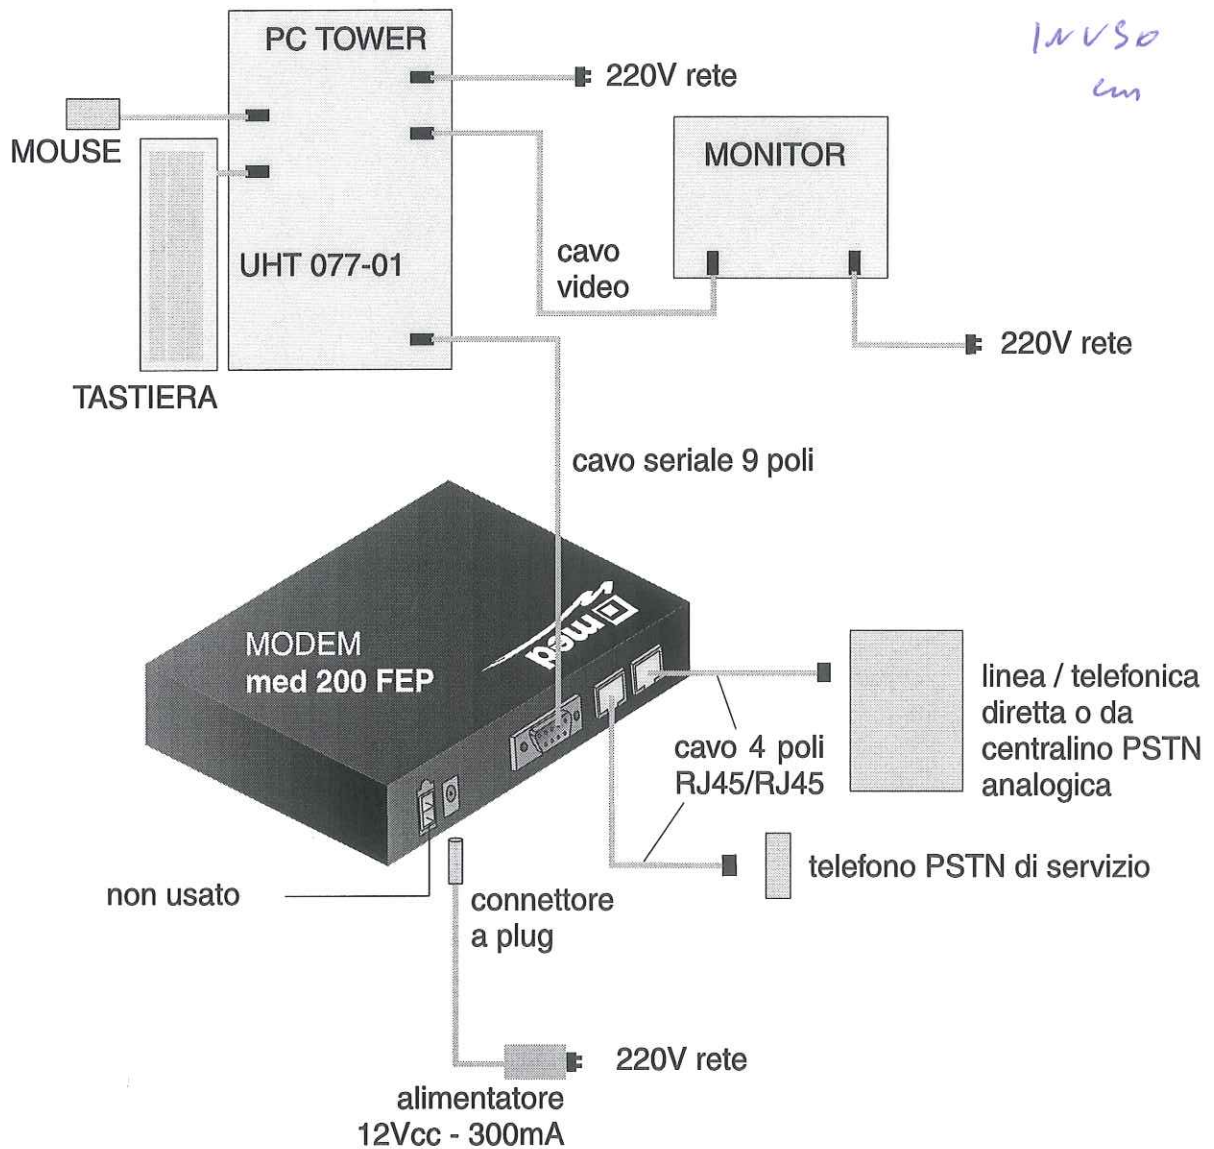 PC TOWER
220V rete
MOUSE
MONITOR
UHT 077-01
cavo
video
220V rete
TASTIERA
cavo seriale 9 poli
MODEM
med 200 FEP
med
linea / telefonica
diretta o da
centralino PSTN
analogica
cavo 4 poli
RJ45/RJ45
telefono PSTN di servizio
non usato
connettore
a plug
220V rete
alimentatore
12Vcc - 300mA